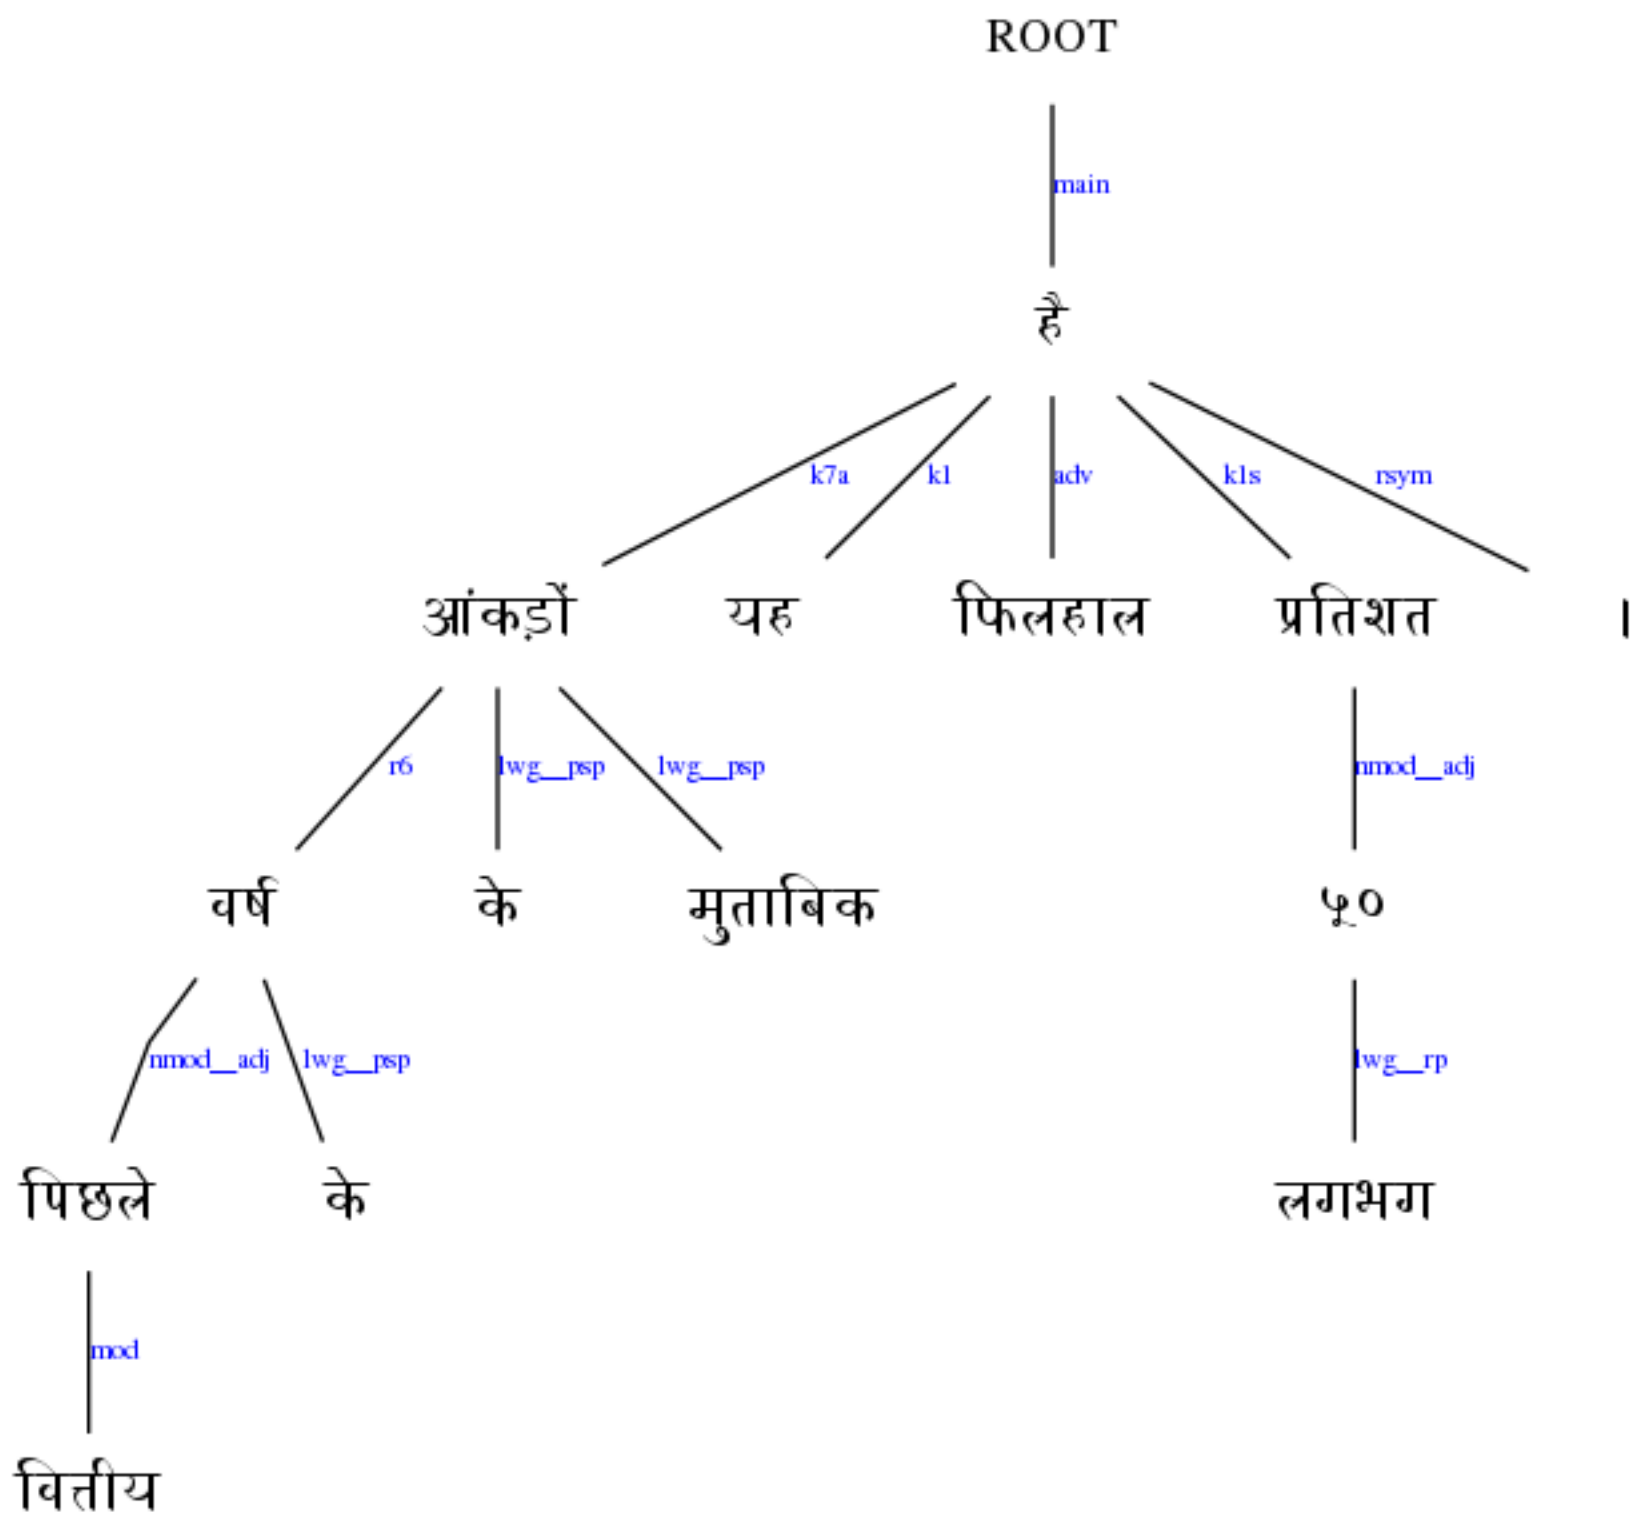 ROOT
main
है
k7a k1 adv k1s rsym
आंकड़ों यह फिलहाल प्रतिशत ।
r6 lwg__psp lwg__psp nmod__adj
वर्ष के मुताबिक ५०
nmod__adj lwg__psp lwg__rp
पिछले के लगभग
mod
वित्तीय